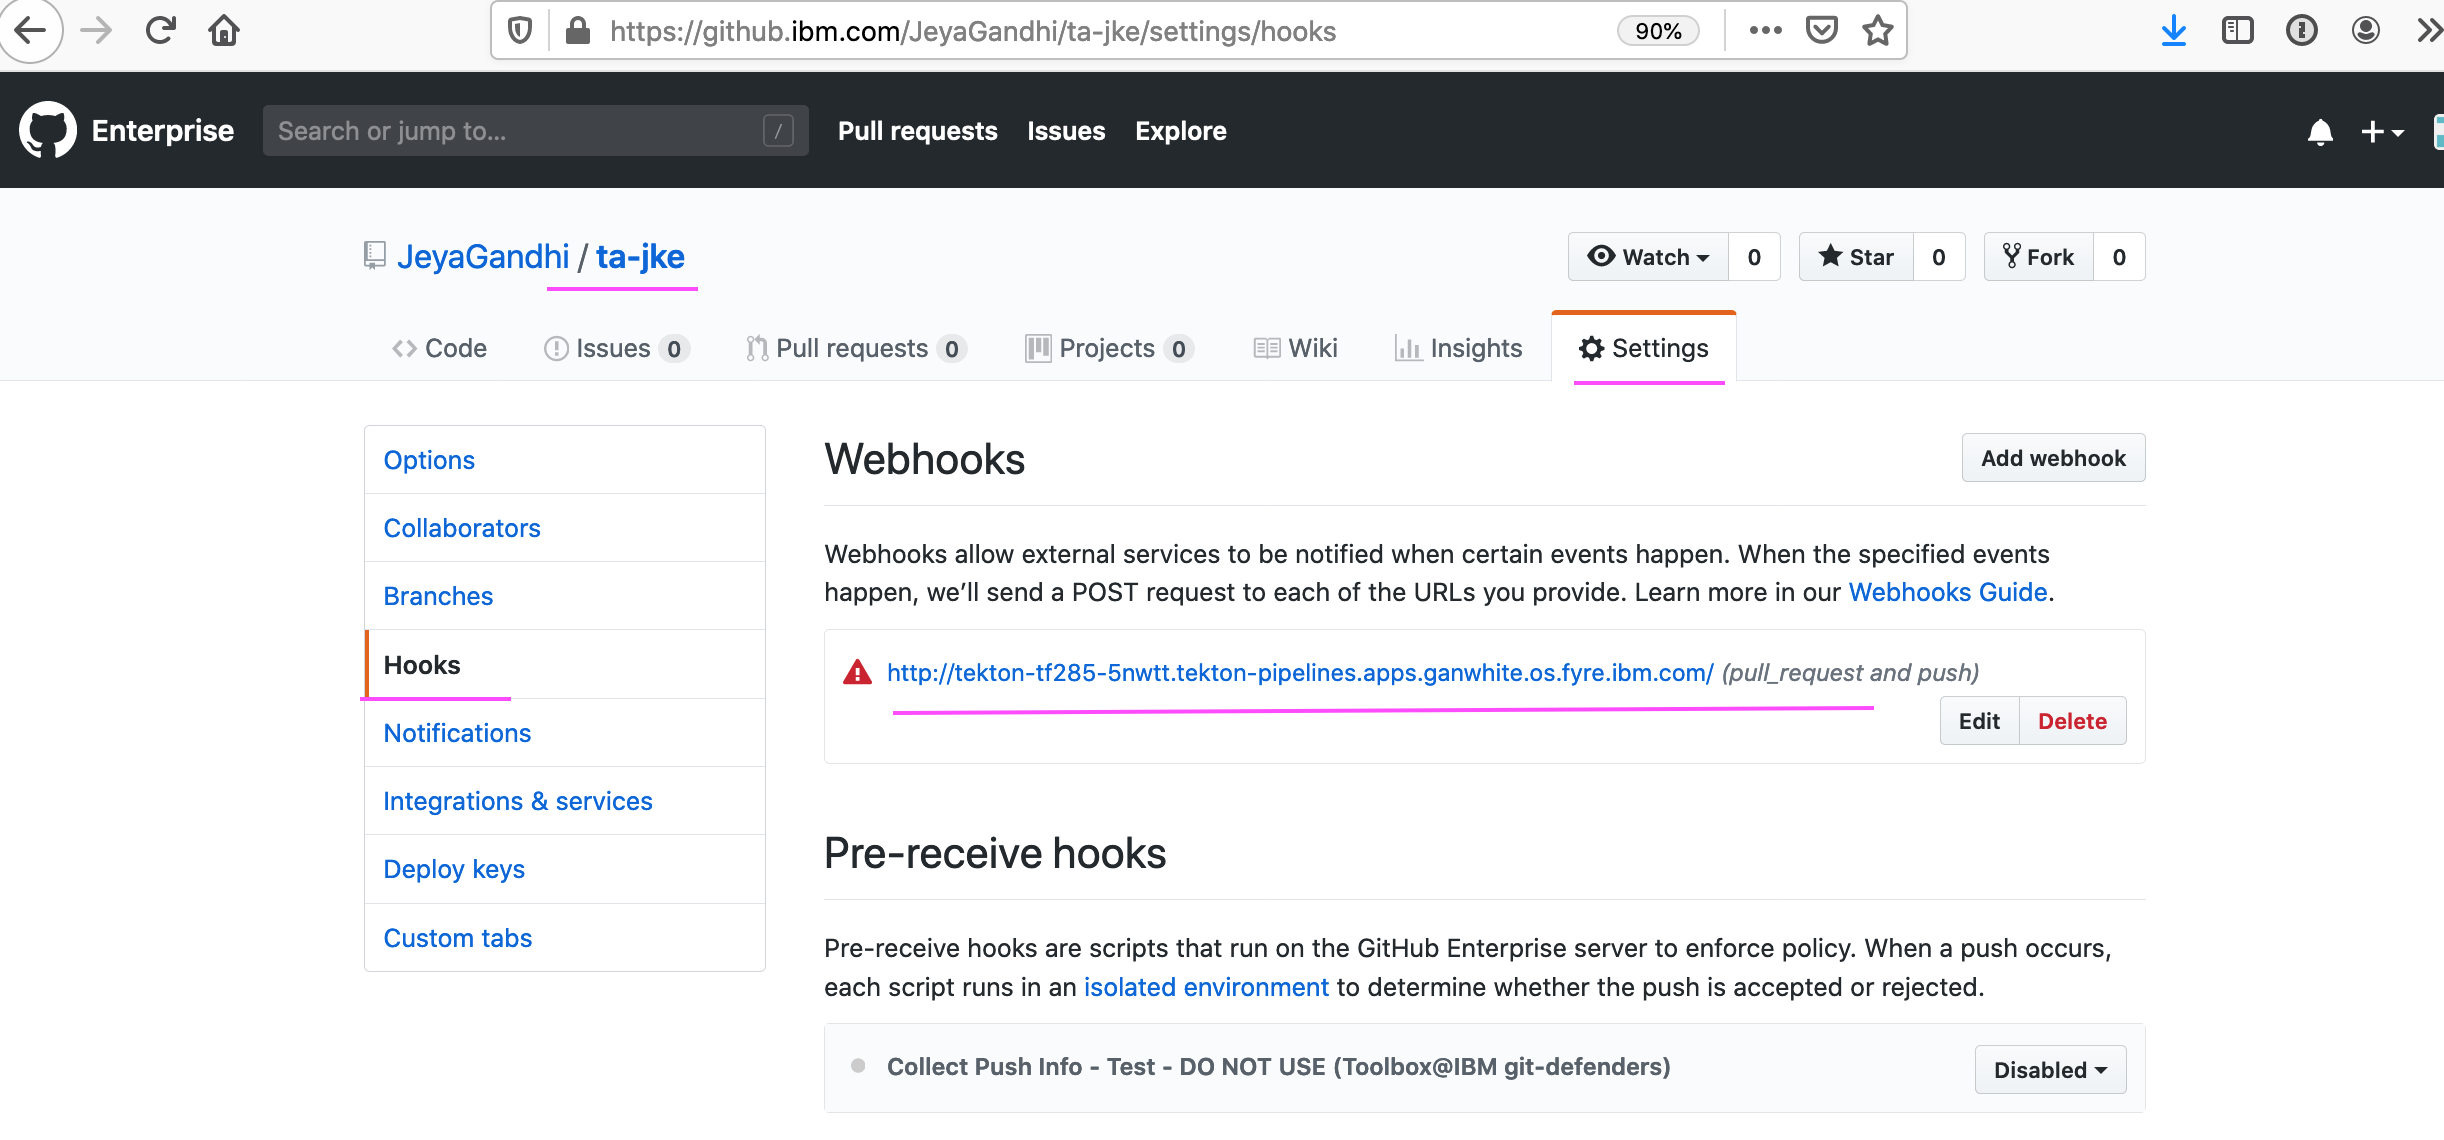 https://github.ibm.com/JeyaGandhi/ta-jke/settings/hooks
90%
Enterprise
Search or jump to...
/
Pull requests
Issues
Explore
JeyaGandhi / ta-jke
Watch 0
Star 0
Fork 0
Code
Issues 0
Pull requests 0
Projects 0
Wiki
Insights
Settings
Options
Collaborators
Branches
Hooks
Notifications
Integrations & services
Deploy keys
Custom tabs
Webhooks
Add webhook
Webhooks allow external services to be notified when certain events happen. When the specified events
happen, we’ll send a POST request to each of the URLs you provide. Learn more in our Webhooks Guide.
http://tekton-tf285-5nwtt.tekton-pipelines.apps.ganwhite.os.fyre.ibm.com/ (pull_request and push)
Edit
Delete
Pre-receive hooks
Pre-receive hooks are scripts that run on the GitHub Enterprise server to enforce policy. When a push occurs,
each script runs in an isolated environment to determine whether the push is accepted or rejected.
Collect Push Info - Test - DO NOT USE (Toolbox@IBM git-defenders)
Disabled